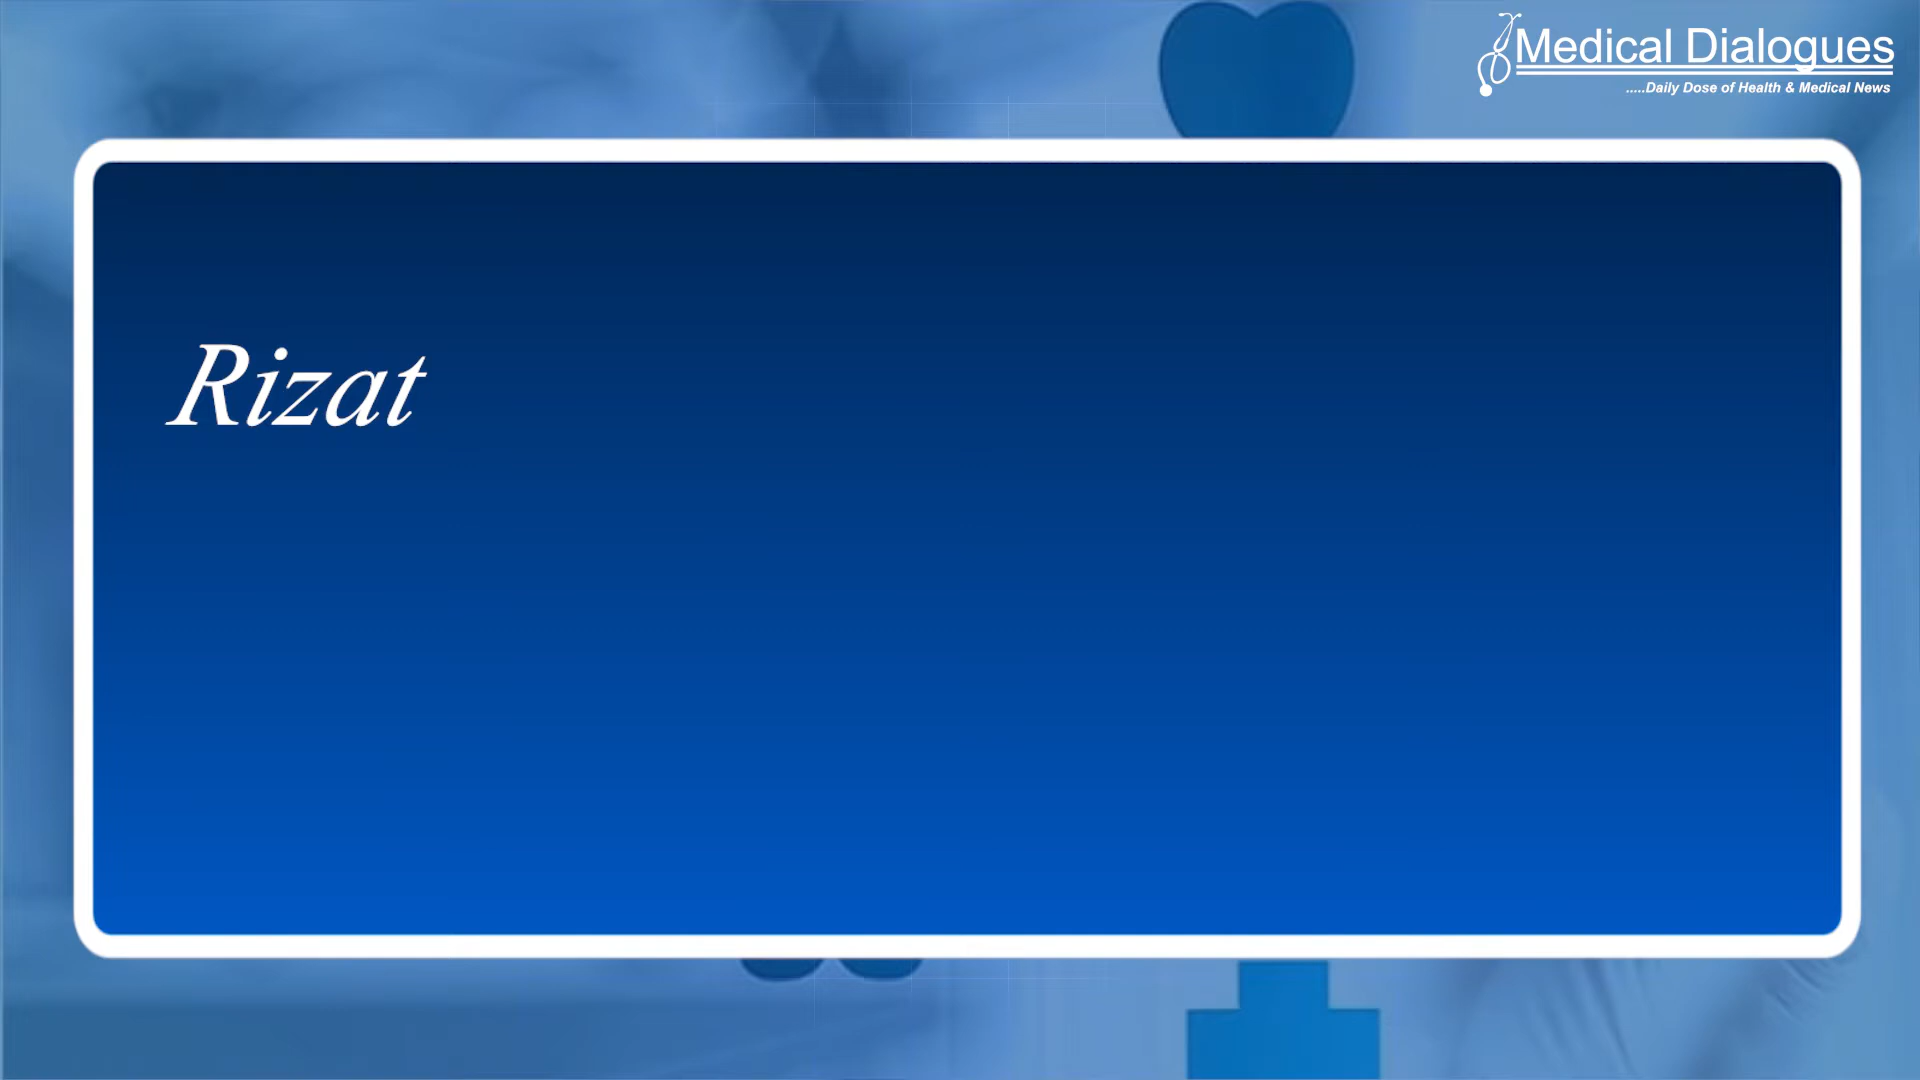 Medical Dialogues
.....Daily Dose of Health & Medical News
Rizat